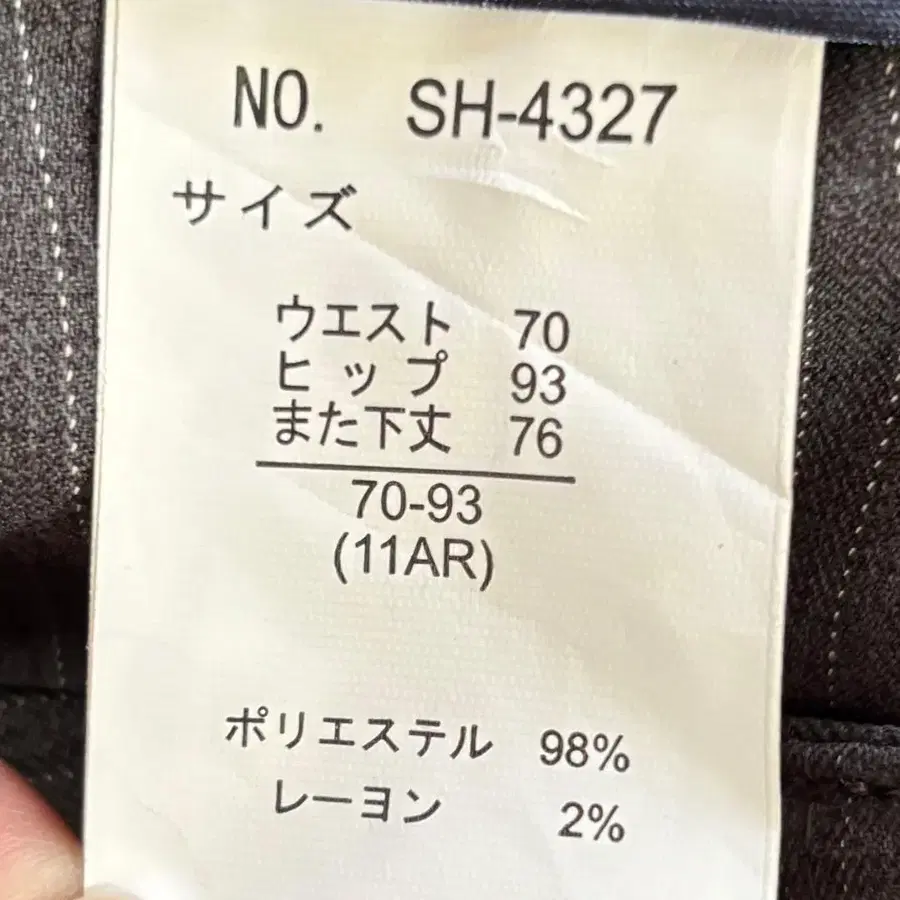 NO. SH-4327
サイズ
ウエスト 70
ヒップ 93
また下丈 76
70-93
(11AR)
ポリエステル 98%
レーヨン 2%